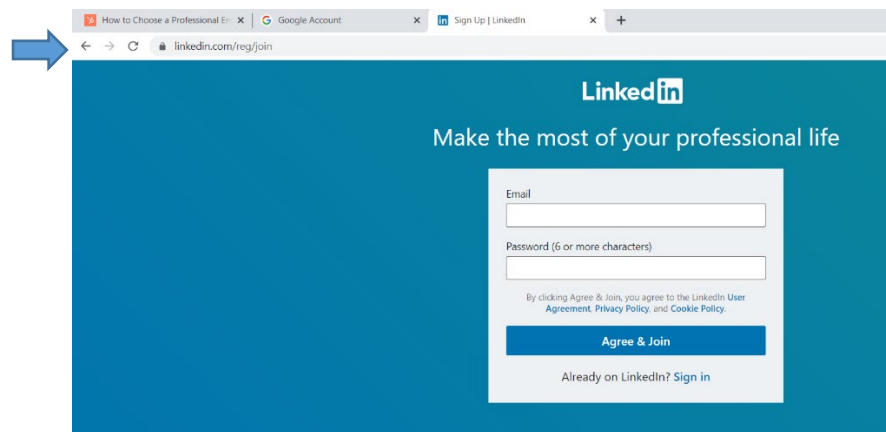 How to Choose a Professional Em
Google Account
Sign Up | LinkedIn
linkedin.com/reg/join
Linked in
Make the most of your professional life
Email
Password (6 or more characters)
By clicking Agree & Join, you agree to the LinkedIn User
Agreement, Privacy Policy, and Cookie Policy.
Agree & Join
Already on LinkedIn? Sign in